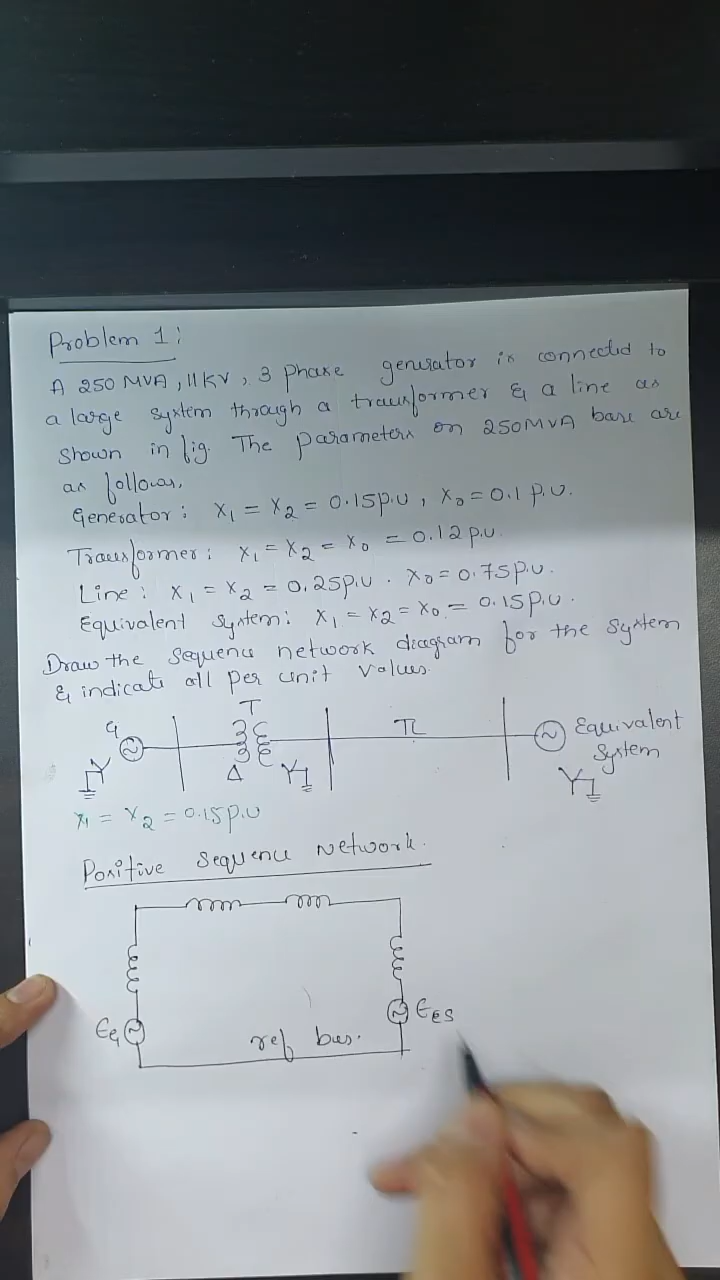 Problem 1:
A 250 MVA, 11KV, 3 phase generator is connected to
a large system through a transformer & a line as
shown in fig. The parameters on 250MVA base are
as follows,
Generator: X₁ = X₂ = 0.15p.u, X₀ = 0.1 p.u.
Transformer: X₁ = X₂ = X₀ = 0.12 p.u.
Line: X₁ = X₂ = 0.25p.u. X₀ = 0.75p.u.
Equivalent system: X₁ = X₂ = X₀ = 0.15p.u.
Draw the sequence network diagram for the system
& indicate all per unit values.
T
G
TL
Equivalent
System
Δ
X₁ = X₂ = 0.15p.u
Positive sequence network.
EG
EES
ref bus.